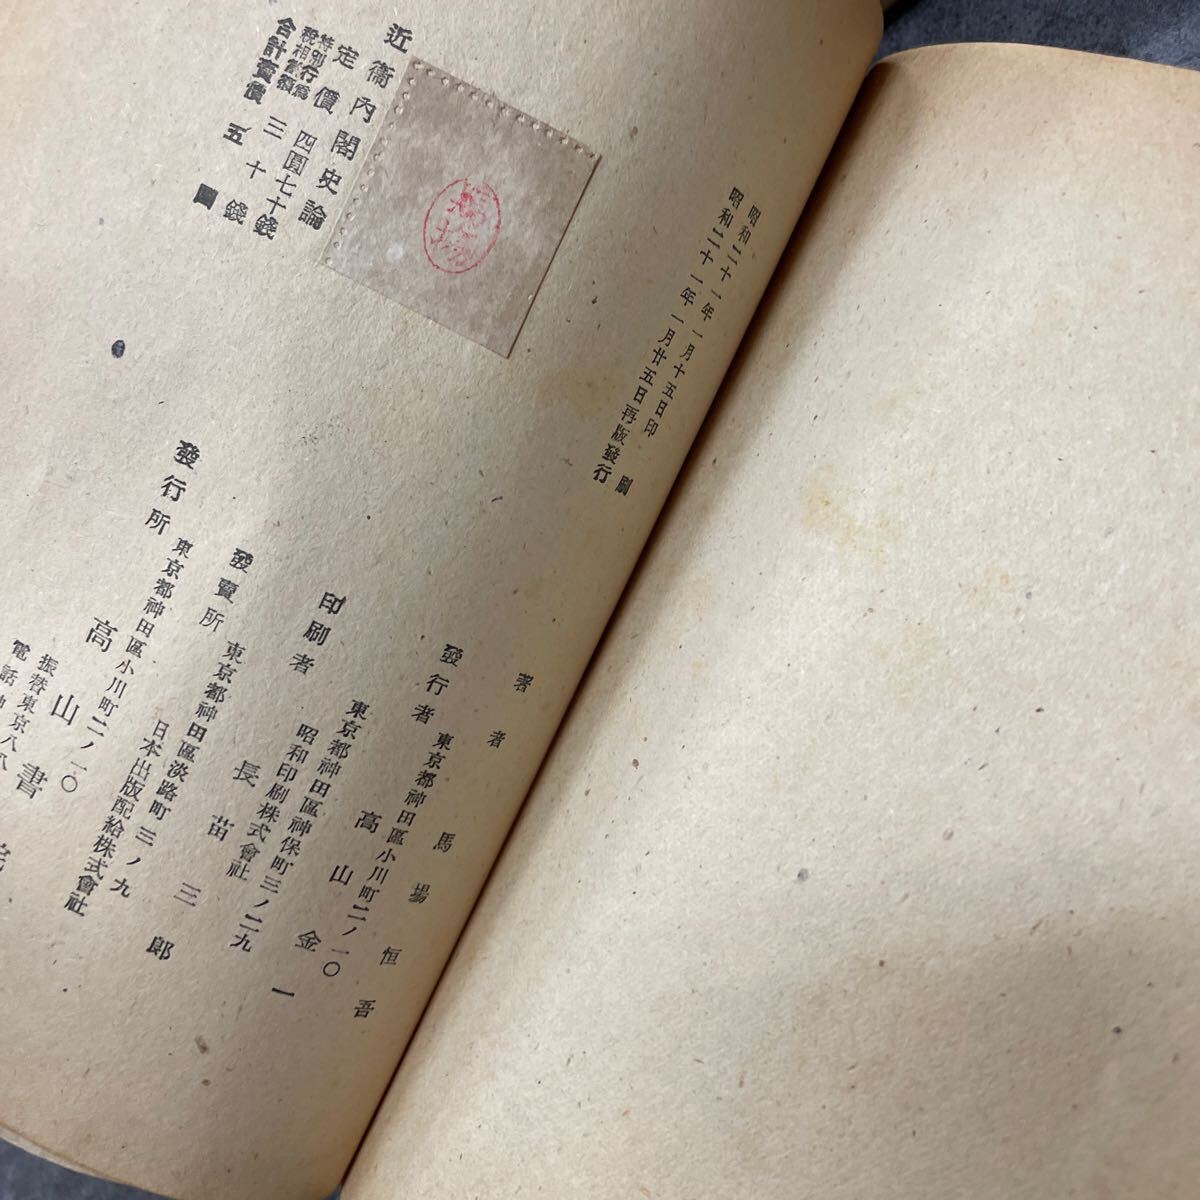 昭和二十一年一月十五日印刷
昭和二十一年一月廿五日再版發行
近衞内閣史論
定價 四圓七十錢
特別行爲税相當額 三十錢
合計賣價 五圓
著者 馬場恒吾
發行者 東京都神田區小川町二ノ一〇
高山金一
印刷者 東京都神田區神保町三ノ二九
昭和印刷株式會社
長苗三郎
發賣所 東京都神田區淡路町三ノ九
日本出版配給株式會社
發行所 東京都神田區小川町二ノ一〇
高山書院
振替東京八八
電話神